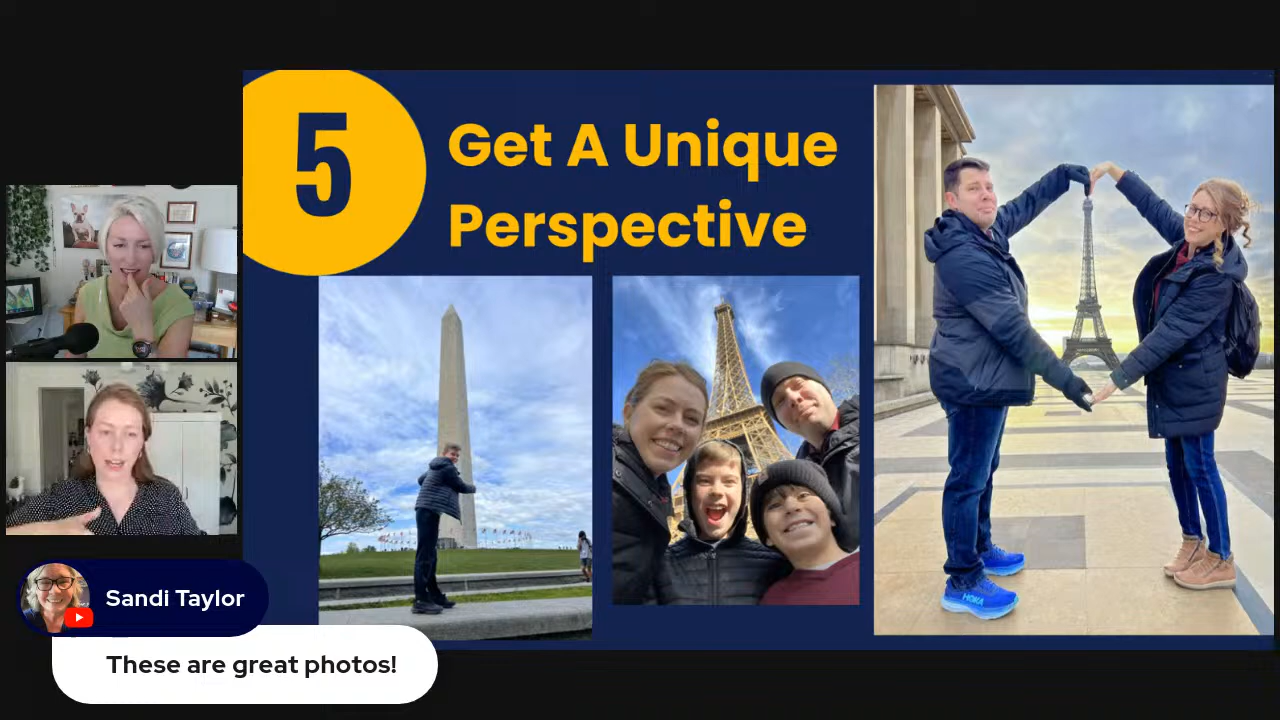 5
Get A Unique
Perspective
HOKA
Sandi Taylor
These are great photos!